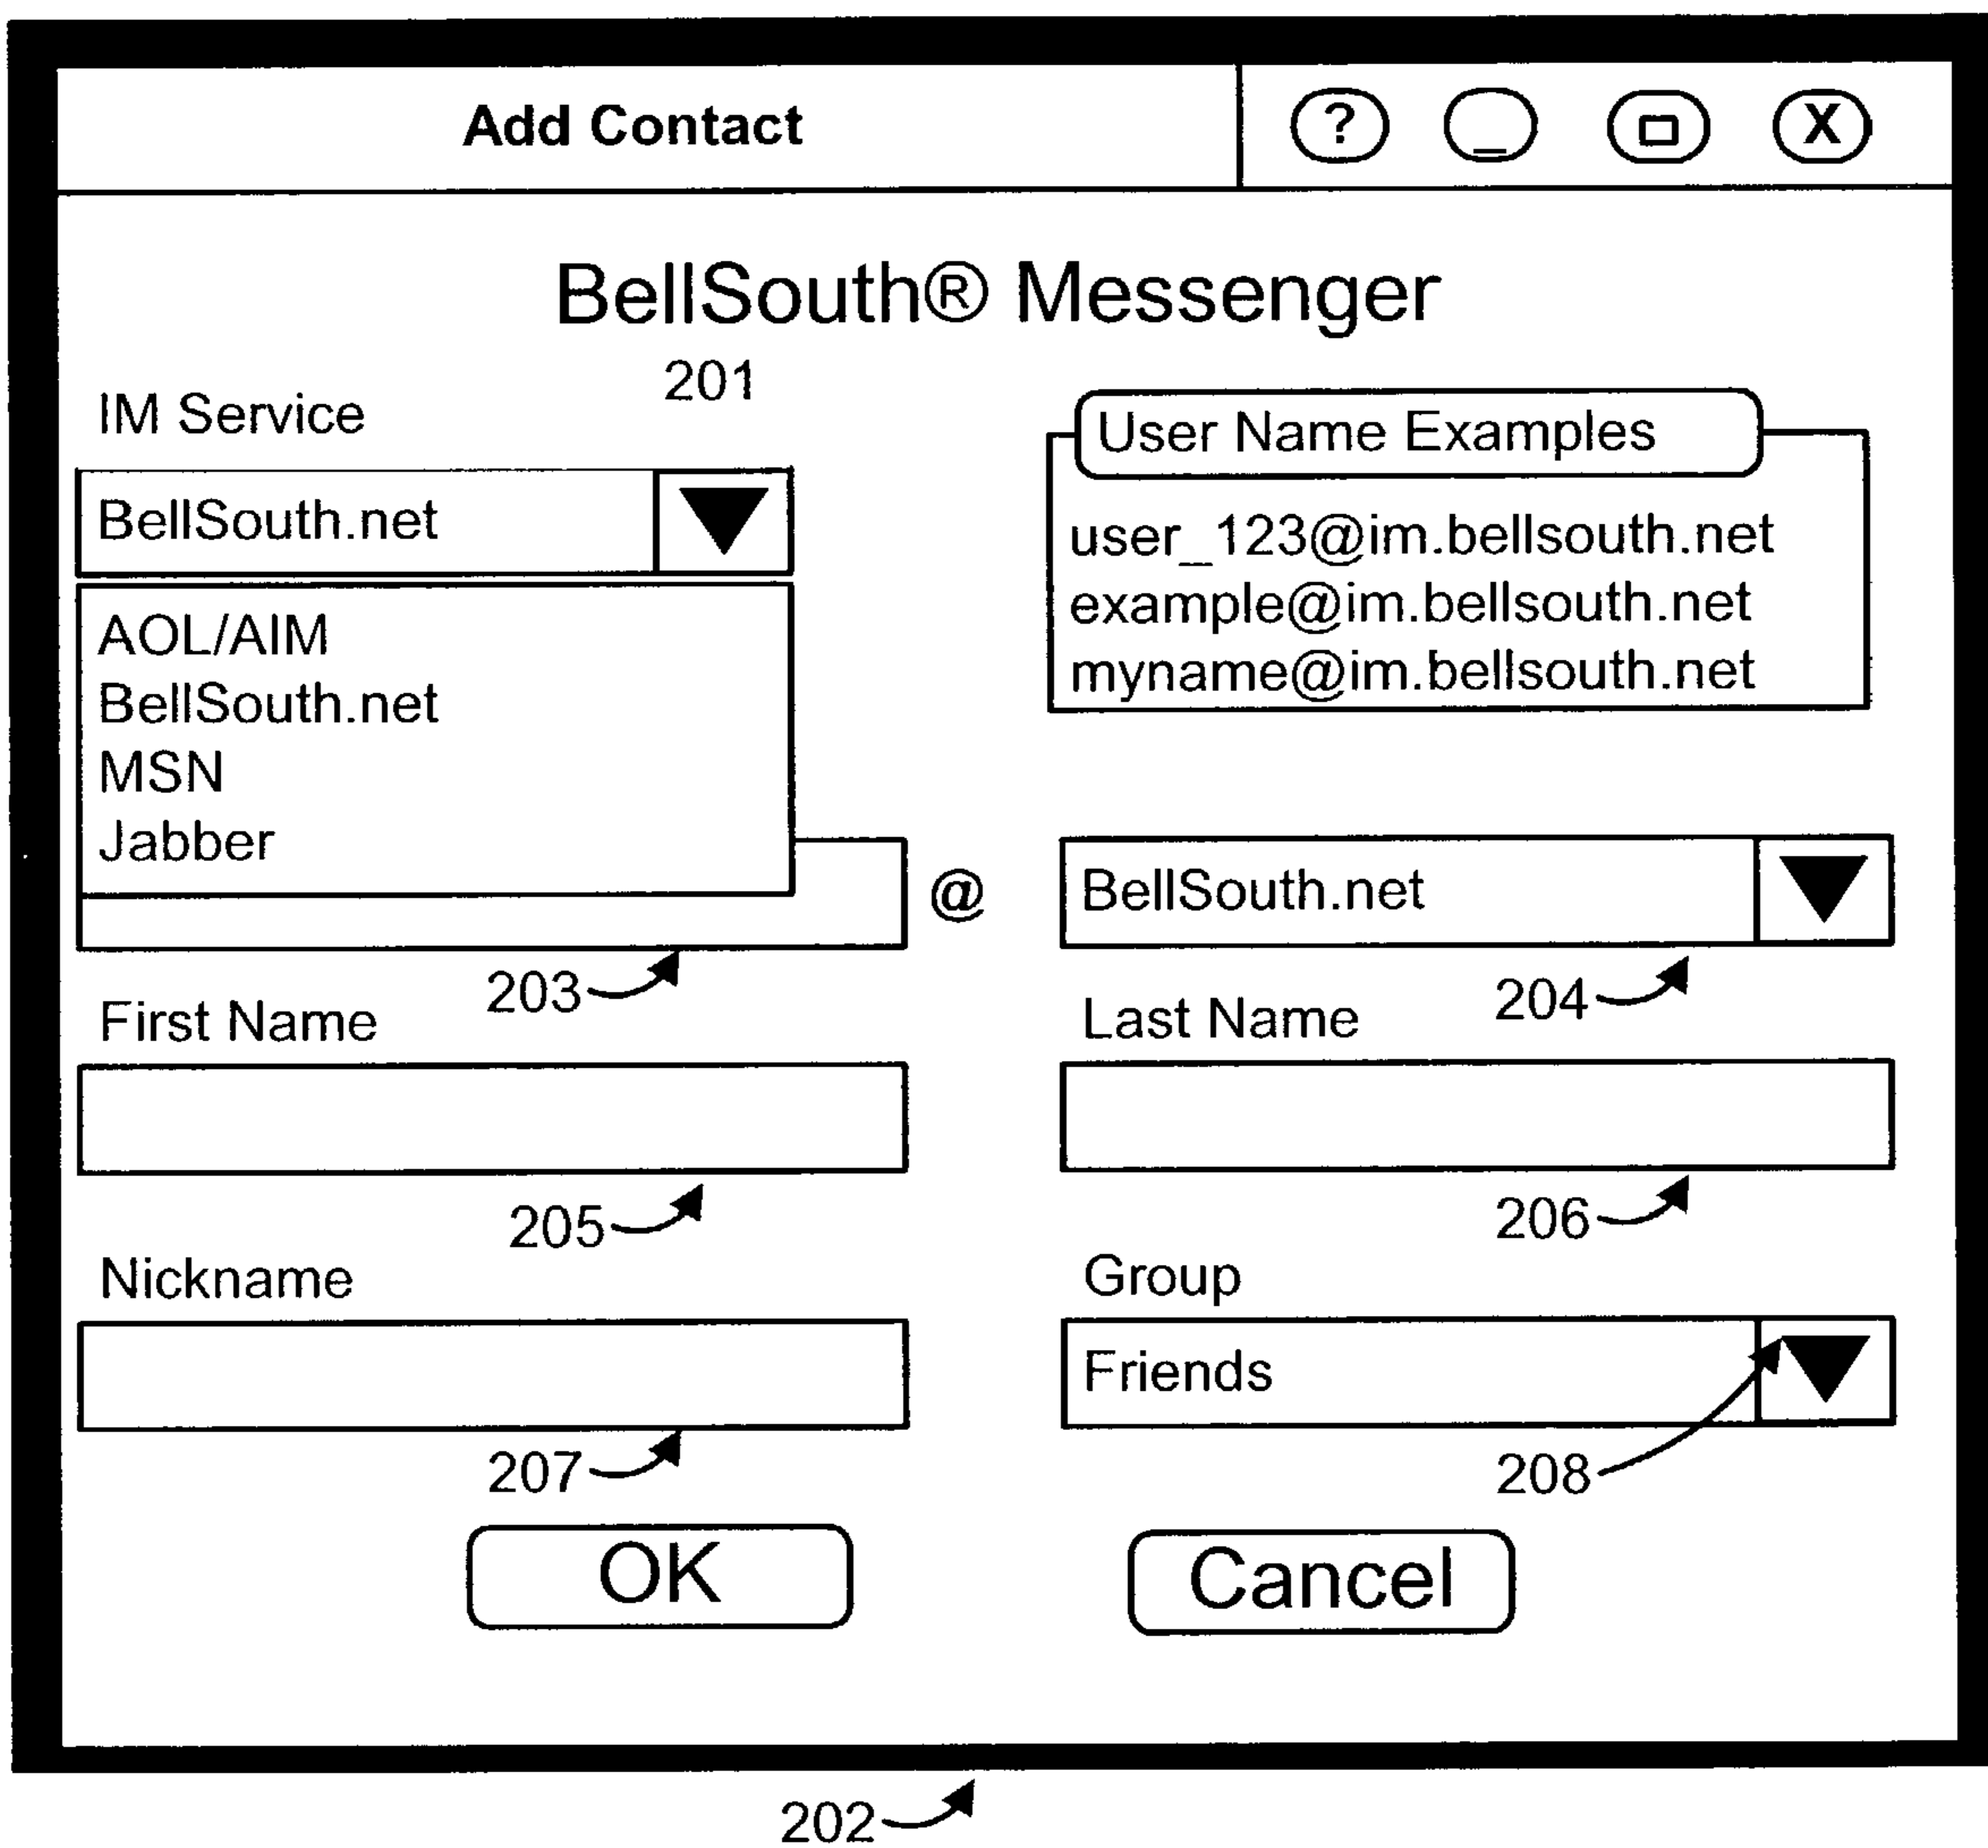 Add Contact ? _ X
BellSouth® Messenger
201
IM Service
BellSouth.net
AOL/AIM
BellSouth.net
MSN
Jabber
User Name Examples
user_123@im.bellsouth.net
example@im.bellsouth.net
myname@im.bellsouth.net
@ BellSouth.net
203 204
First Name Last Name
205 206
Nickname Group
Friends
207 208
OK Cancel
202